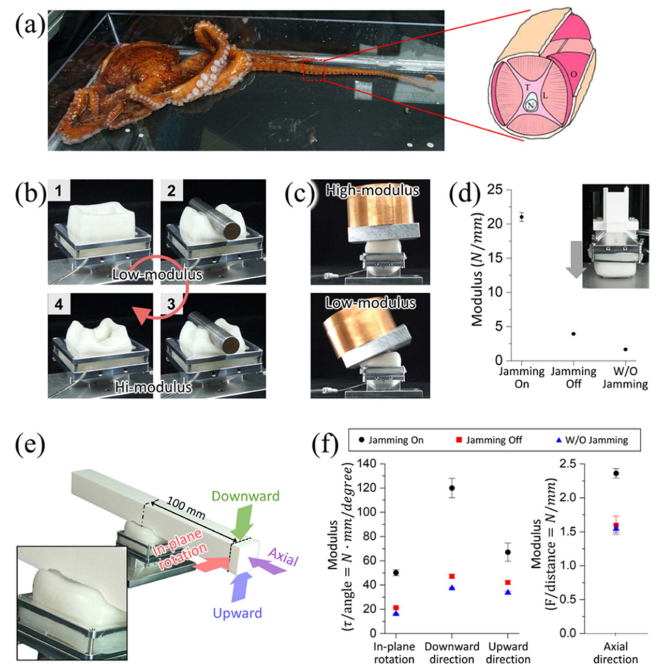 (a)
T
L
N
O
(b)
1
2
Low-modulus
4
3
Hi-modulus
(c)
High-modulus
Low-modulus
(d)
Modulus (N/mm)
25
20
15
10
5
0
Jamming On
Jamming Off
W/O Jamming
(e)
100 mm
Downward
In-plane rotation
Axial
Upward
(f)
Jamming On
Jamming Off
W/O Jamming
Modulus
(τ/angle = N · mm/degree)
140
120
100
80
60
40
20
0
In-plane rotation
Downward direction
Upward direction
Modulus
(F/distance = N/mm)
2.5
2.0
1.5
1.0
0.5
0.0
Axial direction